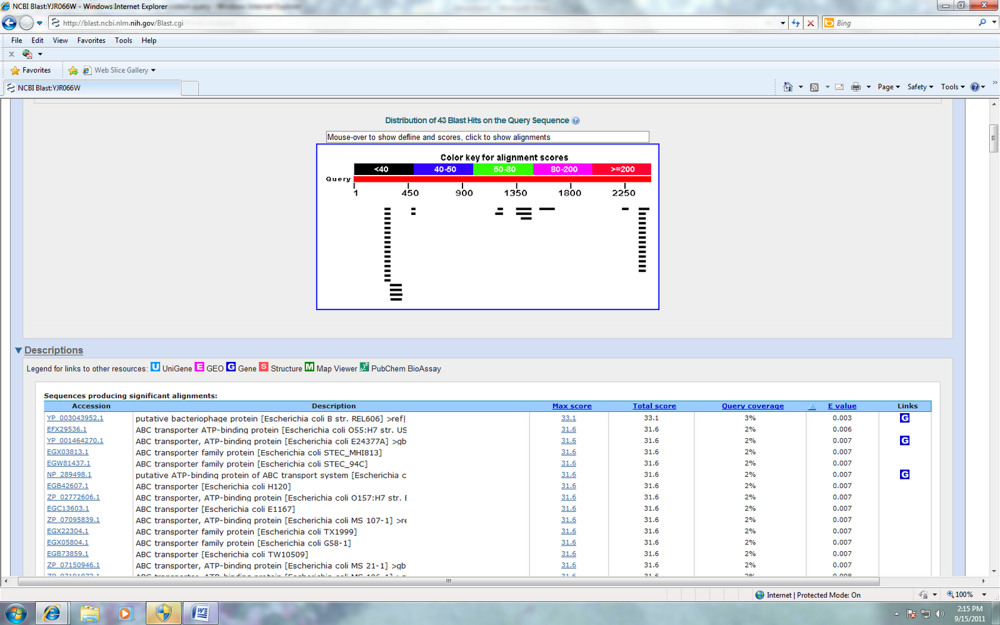 NCBI Blast:YJR066W - Windows Internet Explorer
http://blast.ncbi.nlm.nih.gov/Blast.cgi
Bing
File Edit View Favorites Tools Help
x
Favorites Web Slice Gallery
NCBI Blast:YJR066W
Page Safety Tools
Distribution of 43 Blast Hits on the Query Sequence
Mouse-over to show defline and scores, click to show alignments
Color key for alignment scores
<40 40-50 50-80 80-200 >=200
Query
1 450 900 1350 1800 2250
Descriptions
Legend for links to other resources: U UniGene E GEO G Gene S Structure M Map Viewer PubChem BioAssay
Sequences producing significant alignments:
Accession Description Max score Total score Query coverage E value Links
YP_003043952.1 putative bacteriophage protein [Escherichia coli B str. REL606] >ref| 33.1 33.1 3% 0.003 G
EFX29536.1 ABC transporter ATP-binding protein [Escherichia coli O55:H7 str. US 31.6 31.6 2% 0.006
YP_001464270.1 ABC transporter, ATP-binding protein [Escherichia coli E24377A] >gb 31.6 31.6 2% 0.007 G
EGX03813.1 ABC transporter family protein [Escherichia coli STEC_MHI813] 31.6 31.6 2% 0.007
EGW81437.1 ABC transporter family protein [Escherichia coli STEC_94C] 31.6 31.6 2% 0.007
NP_289498.1 putative ATP-binding protein of ABC transport system [Escherichia c 31.6 31.6 2% 0.007 G
EGB42607.1 ABC transporter [Escherichia coli H120] 31.6 31.6 2% 0.007
ZP_02772606.1 ABC transporter, ATP-binding protein [Escherichia coli O157:H7 str. 31.6 31.6 2% 0.007
EGC13603.1 ABC transporter [Escherichia coli E1167] 31.6 31.6 2% 0.007
ZP_07095839.1 ABC transporter, ATP-binding protein [Escherichia coli MS 107-1] >re 31.6 31.6 2% 0.007
EGX22304.1 ABC transporter family protein [Escherichia coli TX1999] 31.6 31.6 2% 0.007
EGX05804.1 ABC transporter family protein [Escherichia coli G58-1] 31.6 31.6 2% 0.007
EGB73859.1 ABC transporter [Escherichia coli TW10509] 31.6 31.6 2% 0.007
ZP_07150946.1 ABC transporter, ATP-binding protein [Escherichia coli MS 21-1] >gb 31.6 31.6 2% 0.007
Internet | Protected Mode: On 100%
2:15 PM
9/15/2011